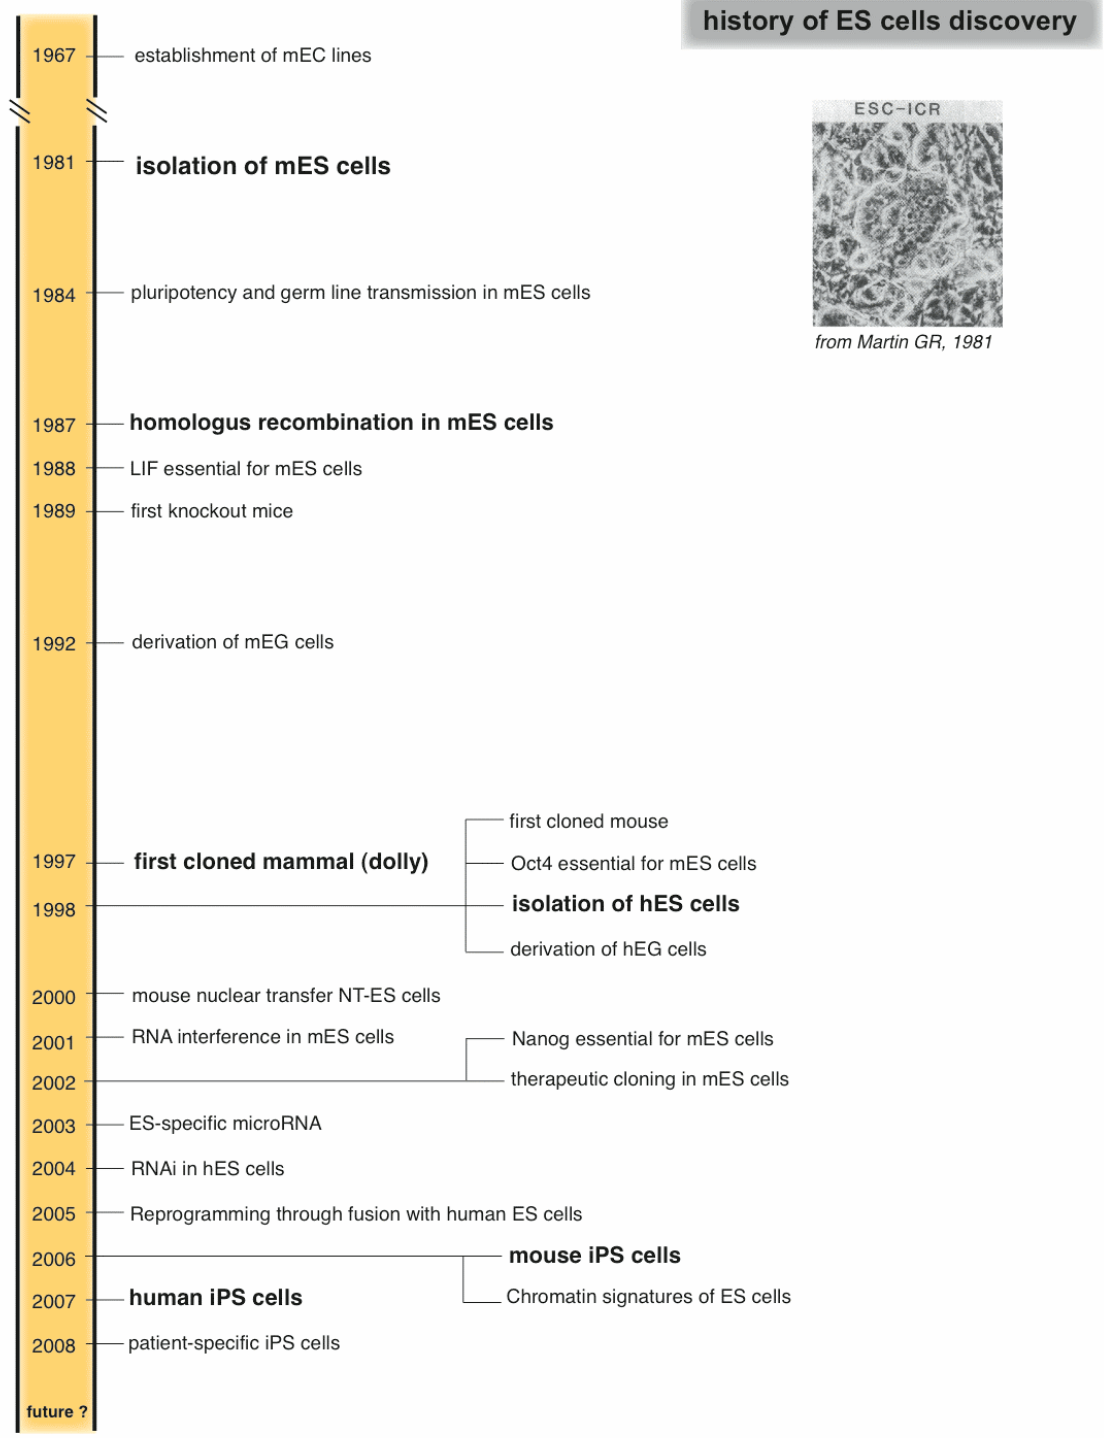 history of ES cells discovery
1967 establishment of mEC lines
ESC-ICR
1981 isolation of mES cells
1984 pluripotency and germ line transmission in mES cells
from Martin GR, 1981
1987 homologus recombination in mES cells
1988 LIF essential for mES cells
1989 first knockout mice
1992 derivation of mEG cells
first cloned mouse
1997 first cloned mammal (dolly)
Oct4 essential for mES cells
1998 isolation of hES cells
derivation of hEG cells
2000 mouse nuclear transfer NT-ES cells
2001 RNA interference in mES cells
Nanog essential for mES cells
2002 therapeutic cloning in mES cells
2003 ES-specific microRNA
2004 RNAi in hES cells
2005 Reprogramming through fusion with human ES cells
2006 mouse iPS cells
Chromatin signatures of ES cells
2007 human iPS cells
2008 patient-specific iPS cells
future ?